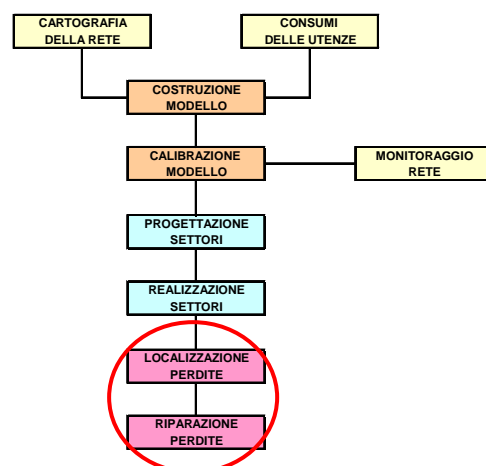 CARTOGRAFIA
DELLA RETE
CONSUMI
DELLE UTENZE
COSTRUZIONE
MODELLO
CALIBRAZIONE
MODELLO
MONITORAGGIO
RETE
PROGETTAZIONE
SETTORI
REALIZZAZIONE
SETTORI
LOCALIZZAZIONE
PERDITE
RIPARAZIONE
PERDITE